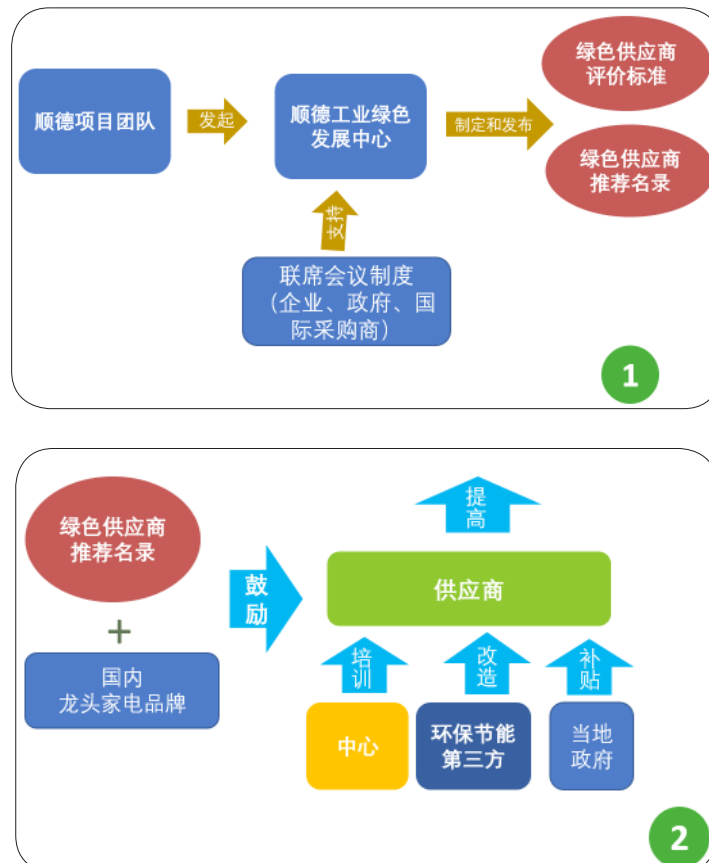 顺德项目团队
发起
顺德工业绿色
发展中心
制定和发布
绿色供应商
评价标准
绿色供应商
推荐名录
支持
联席会议制度
（企业、政府、国
际采购商）
1
绿色供应商
推荐名录
+
国内
龙头家电品牌
鼓
励
提
高
供应商
培
训
改
造
补
贴
中心
环保节能
第三方
当地
政府
2